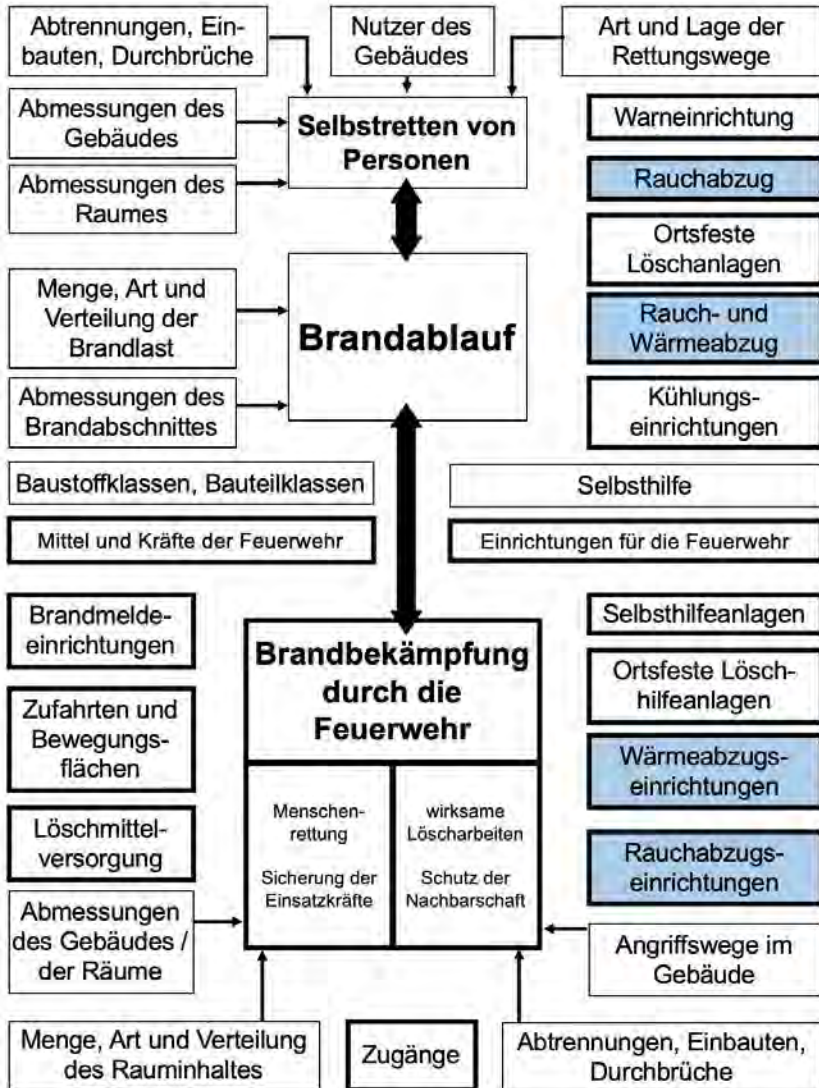 Abtrennungen, Ein-
bauten, Durchbrüche
Nutzer des
Gebäudes
Art und Lage der
Rettungswege
Abmessungen des
Gebäudes
Selbstretten von
Personen
Warneinrichtung
Abmessungen des
Raumes
Rauchabzug
Ortsfeste
Löschanlagen
Menge, Art und
Verteilung der
Brandlast
Brandablauf
Rauch- und
Wärmeabzug
Abmessungen des
Brandabschnittes
Kühlungs-
einrichtungen
Baustoffklassen, Bauteilklassen
Selbsthilfe
Mittel und Kräfte der Feuerwehr
Einrichtungen für die Feuerwehr
Brandmelde-
einrichtungen
Selbsthilfeanlagen
Brandbekämpfung
durch die
Feuerwehr
Ortsfeste Lösch-
hilfeanlagen
Zufahrten und
Bewegungs-
flächen
Wärmeabzugs-
einrichtungen
Menschen-
rettung
Sicherung der
Einsatzkräfte
wirksame
Löscharbeiten
Schutz der
Nachbarschaft
Löschmittel-
versorgung
Rauchabzugs-
einrichtungen
Abmessungen
des Gebäudes /
der Räume
Angriffswege im
Gebäude
Menge, Art und Verteilung
des Rauminhaltes
Zugänge
Abtrennungen, Einbauten,
Durchbrüche